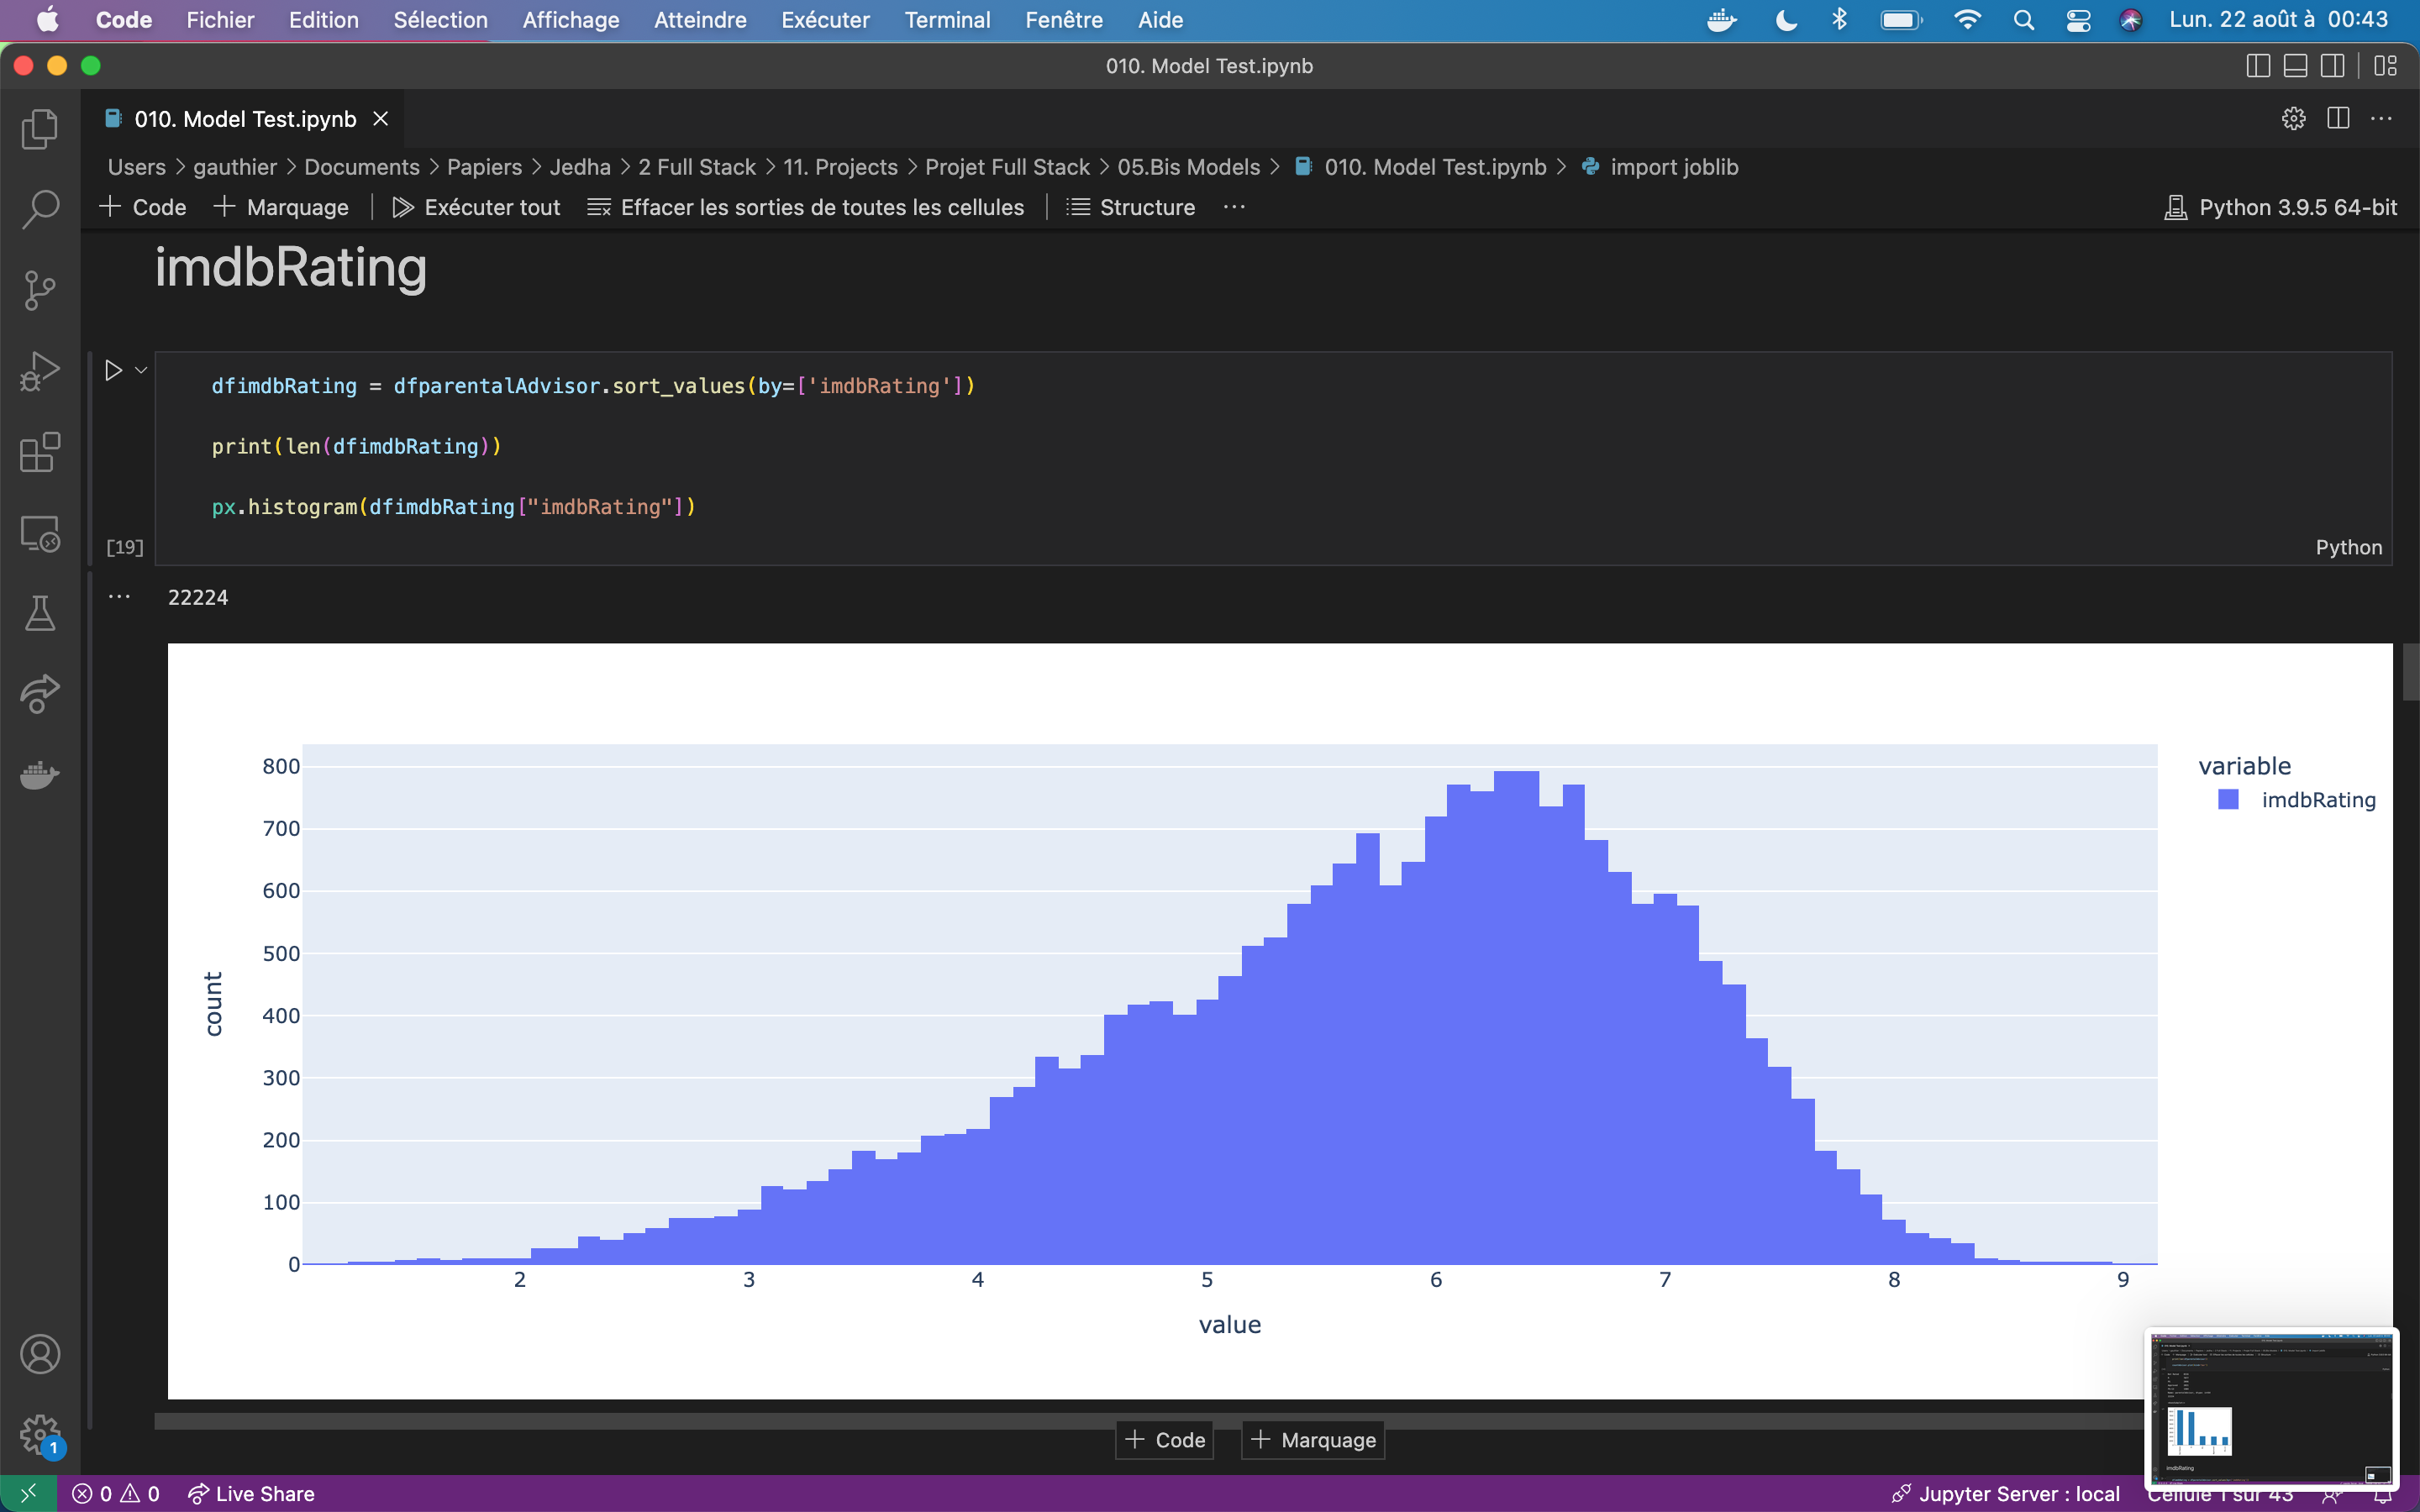 Code Fichier Edition Sélection Affichage Atteindre Exécuter Terminal Fenêtre Aide Lun. 22 août à 00:43
010. Model Test.ipynb
010. Model Test.ipynb
Users > gauthier > Documents > Papiers > Jedha > 2 Full Stack > 11. Projects > Projet Full Stack > 05.Bis Models > 010. Model Test.ipynb > import joblib
+ Code + Marquage Exécuter tout Effacer les sorties de toutes les cellules Structure ... Python 3.9.5 64-bit
imdbRating
dfimdbRating = dfparentalAdvisor.sort_values(by=['imdbRating'])
print(len(dfimdbRating))
px.histogram(dfimdbRating["imdbRating"])
[19] Python
... 22224
variable
imdbRating
800
700
600
500
400
300
200
100
0
count
2 3 4 5 6 7 8 9
value
imdbRating
+ Code + Marquage
1
0 0 Live Share Jupyter Server : local Cellule 1 sur 43